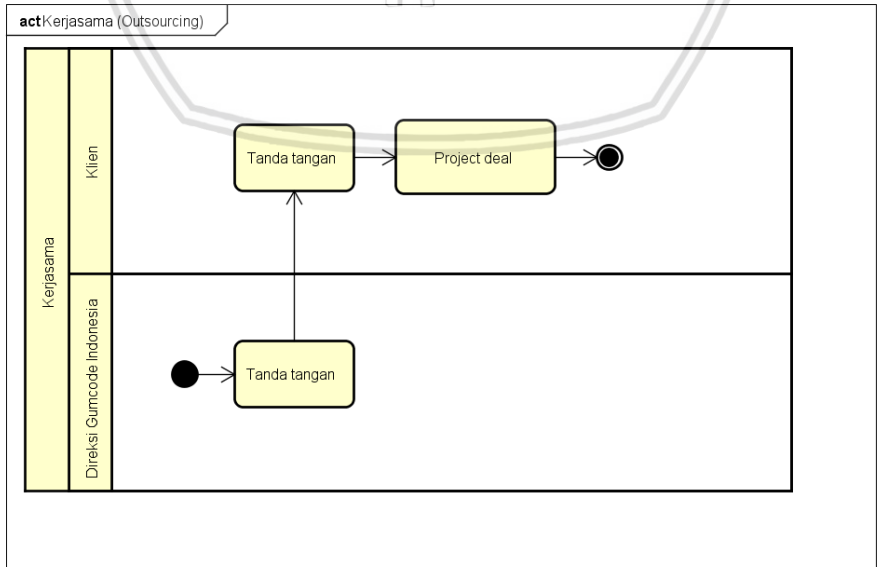 act Kerjasama (Outsourcing)
Kerjasama
Klien
Tanda tangan
Project deal
Direksi Gumcode Indonesia
Tanda tangan